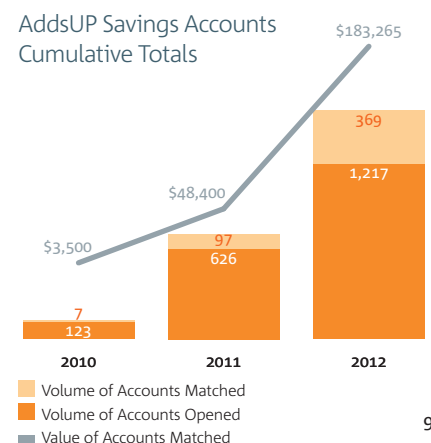 AddsUP Savings Accounts
Cumulative Totals
$183,265
369
1,217
$48,400
97
626
$3,500
7
123
2010
2011
2012
Volume of Accounts Matched
Volume of Accounts Opened
Value of Accounts Matched
9